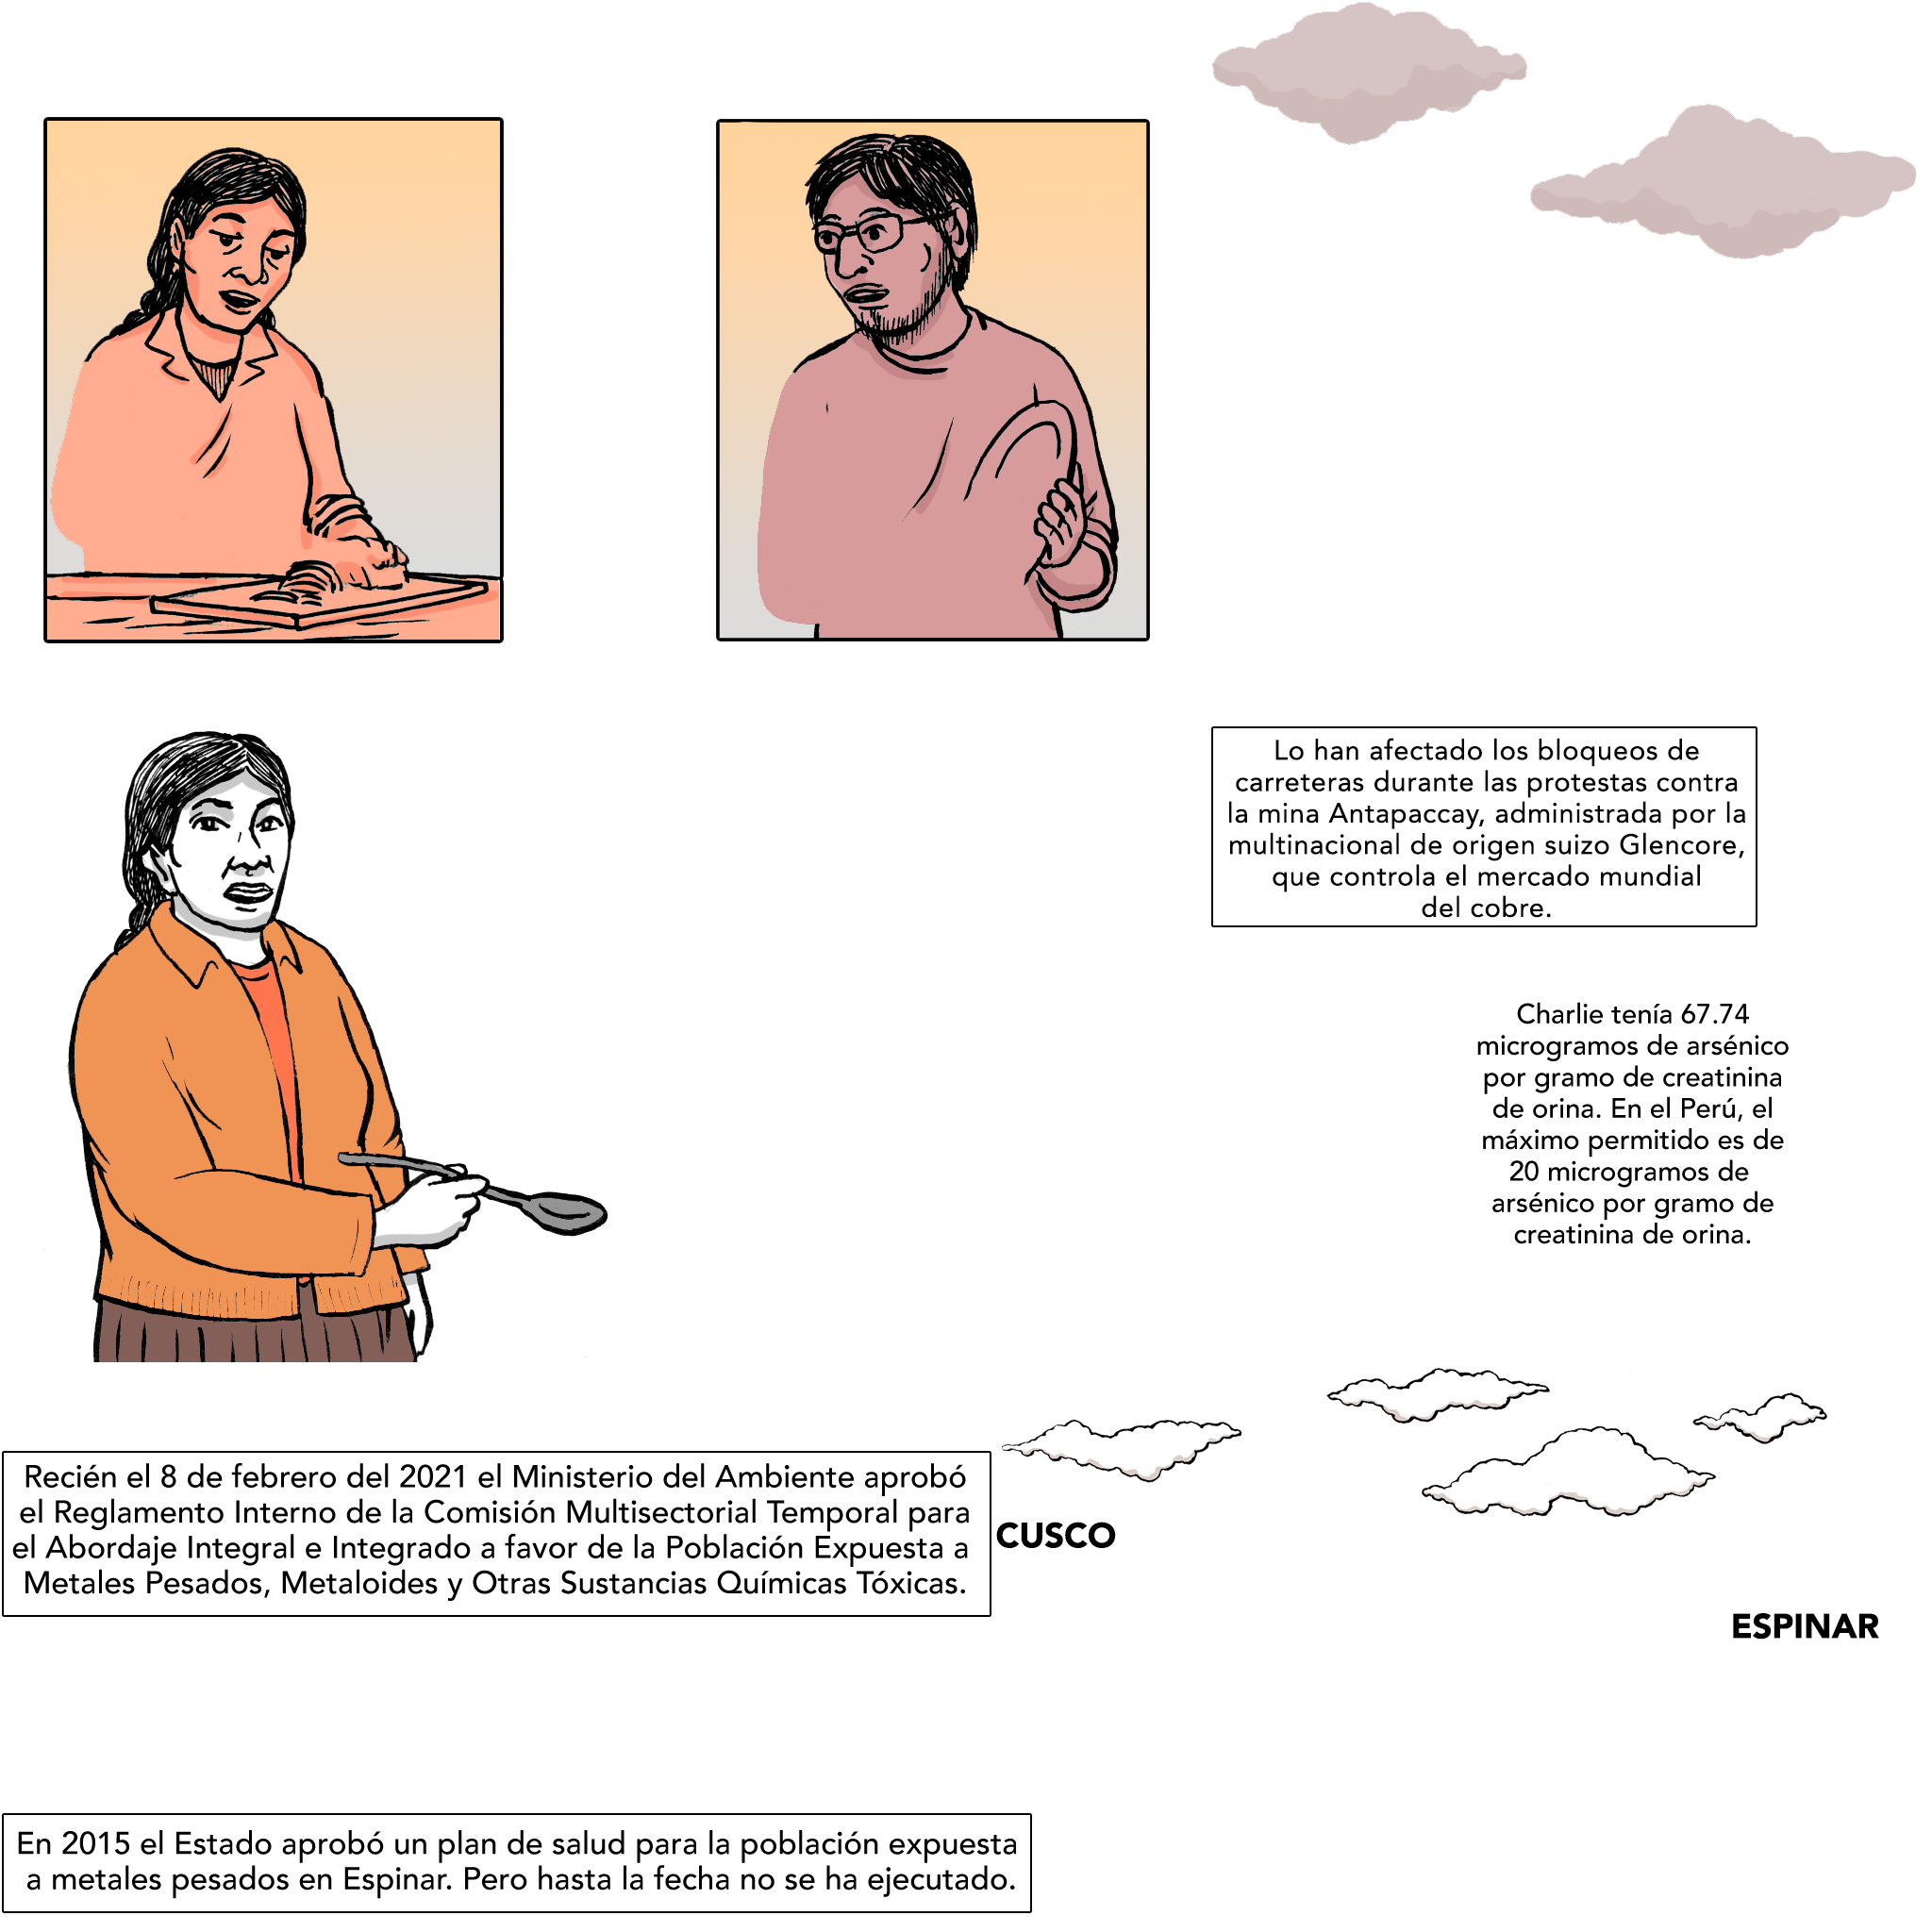 Lo han afectado los bloqueos de
carreteras durante las protestas contra
la mina Antapaccay, administrada por la
multinacional de origen suizo Glencore,
que controla el mercado mundial
del cobre.
Charlie tenía 67.74
microgramos de arsénico
por gramo de creatinina
de orina. En el Perú, el
máximo permitido es de
20 microgramos de
arsénico por gramo de
creatinina de orina.
Recién el 8 de febrero del 2021 el Ministerio del Ambiente aprobó
el Reglamento Interno de la Comisión Multisectorial Temporal para
el Abordaje Integral e Integrado a favor de la Población Expuesta a
Metales Pesados, Metaloides y Otras Sustancias Químicas Tóxicas.
CUSCO
ESPINAR
En 2015 el Estado aprobó un plan de salud para la población expuesta
a metales pesados en Espinar. Pero hasta la fecha no se ha ejecutado.